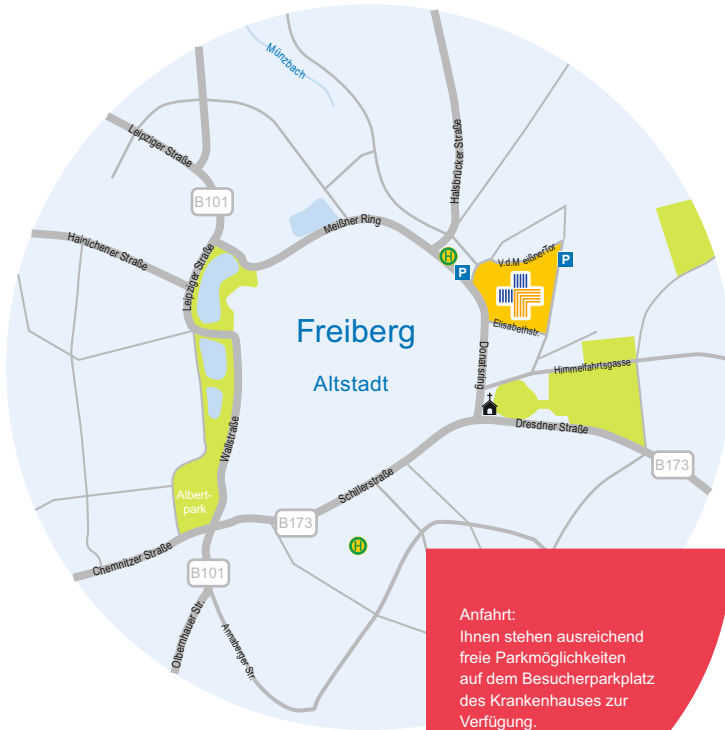 Münzbach
Leipziger Straße
Halsbrücker Straße
B101
Meißner Ring
Hainichener Straße
Leipziger Straße
H
P
V.d.M eißnerTor
P
Elisabethstr.
Freiberg
Altstadt
Donatsring
Himmelfahrtsgasse
Dresdner Straße
Wallstraße
B173
Albert-
park
Schillerstraße
B173
H
Chemnitzer Straße
B101
Olbernhauer Str.
Annaberger Str.
Anfahrt:
Ihnen stehen ausreichend
freie Parkmöglichkeiten
auf dem Besucherparkplatz
des Krankenhauses zur
Verfügung.